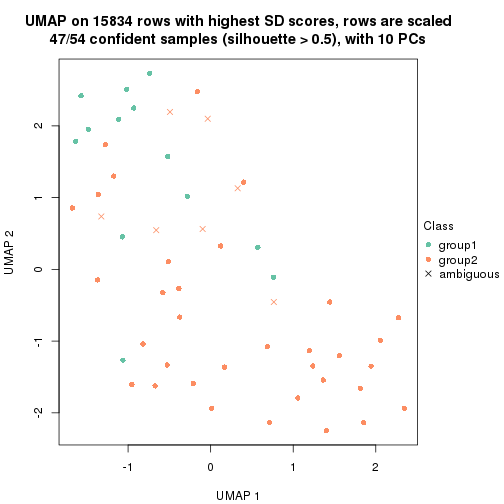 UMAP on 15834 rows with highest SD scores, rows are scaled
47/54 confident samples (silhouette > 0.5), with 10 PCs
Class
group1
group2
ambiguous
UMAP 2
2
1
0
-1
-2
-1
0
1
2
UMAP 1